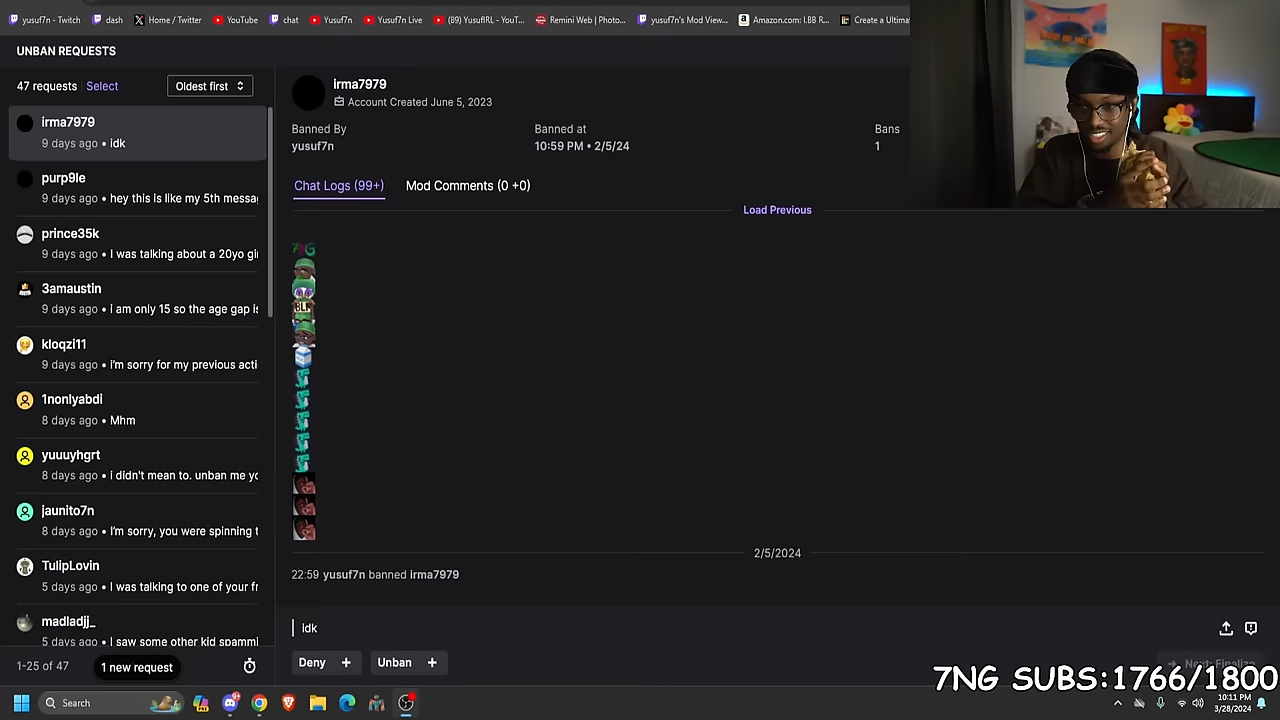 yusuf7n - Twitch
dash
Home / Twitter
YouTube
chat
Yusuf7n
Yusuf7n Live
(89) YusufIRL - YouT...
Remini Web | Photo...
yusuf7n's Mod View...
Amazon.com: I.BB R...
Create a Ultima
UNBAN REQUESTS
47 requests
Select
Oldest first
irma7979
9 days ago • idk
purp9le
9 days ago • hey this is like my 5th messa
prince35k
9 days ago • I was talking about a 20yo gi
3amaustin
9 days ago • i am only 15 so the age gap is
kloqzi11
9 days ago • i'm sorry for my previous acti
1nonlyabdi
8 days ago • Mhm
yuuuyhgrt
8 days ago • i didn't mean to. unban me yo
jaunito7n
8 days ago • I'm sorry, you were spinning t
TulipLovin
5 days ago • I was talking to one of your fr
madladjj_
5 days ago • I saw some other kid spammi
1-25 of 47
1 new request
irma7979
Account Created June 5, 2023
Banned By
yusuf7n
Banned at
10:59 PM • 2/5/24
Bans
1
Chat Logs (99+)
Mod Comments (0 +0)
Load Previous
BLM
2/5/2024
22:59 yusuf7n banned irma7979
idk
Deny +
Unban +
Next: Finalize
7NG SUBS:1766/1800
Search
10:11 PM
3/28/2024